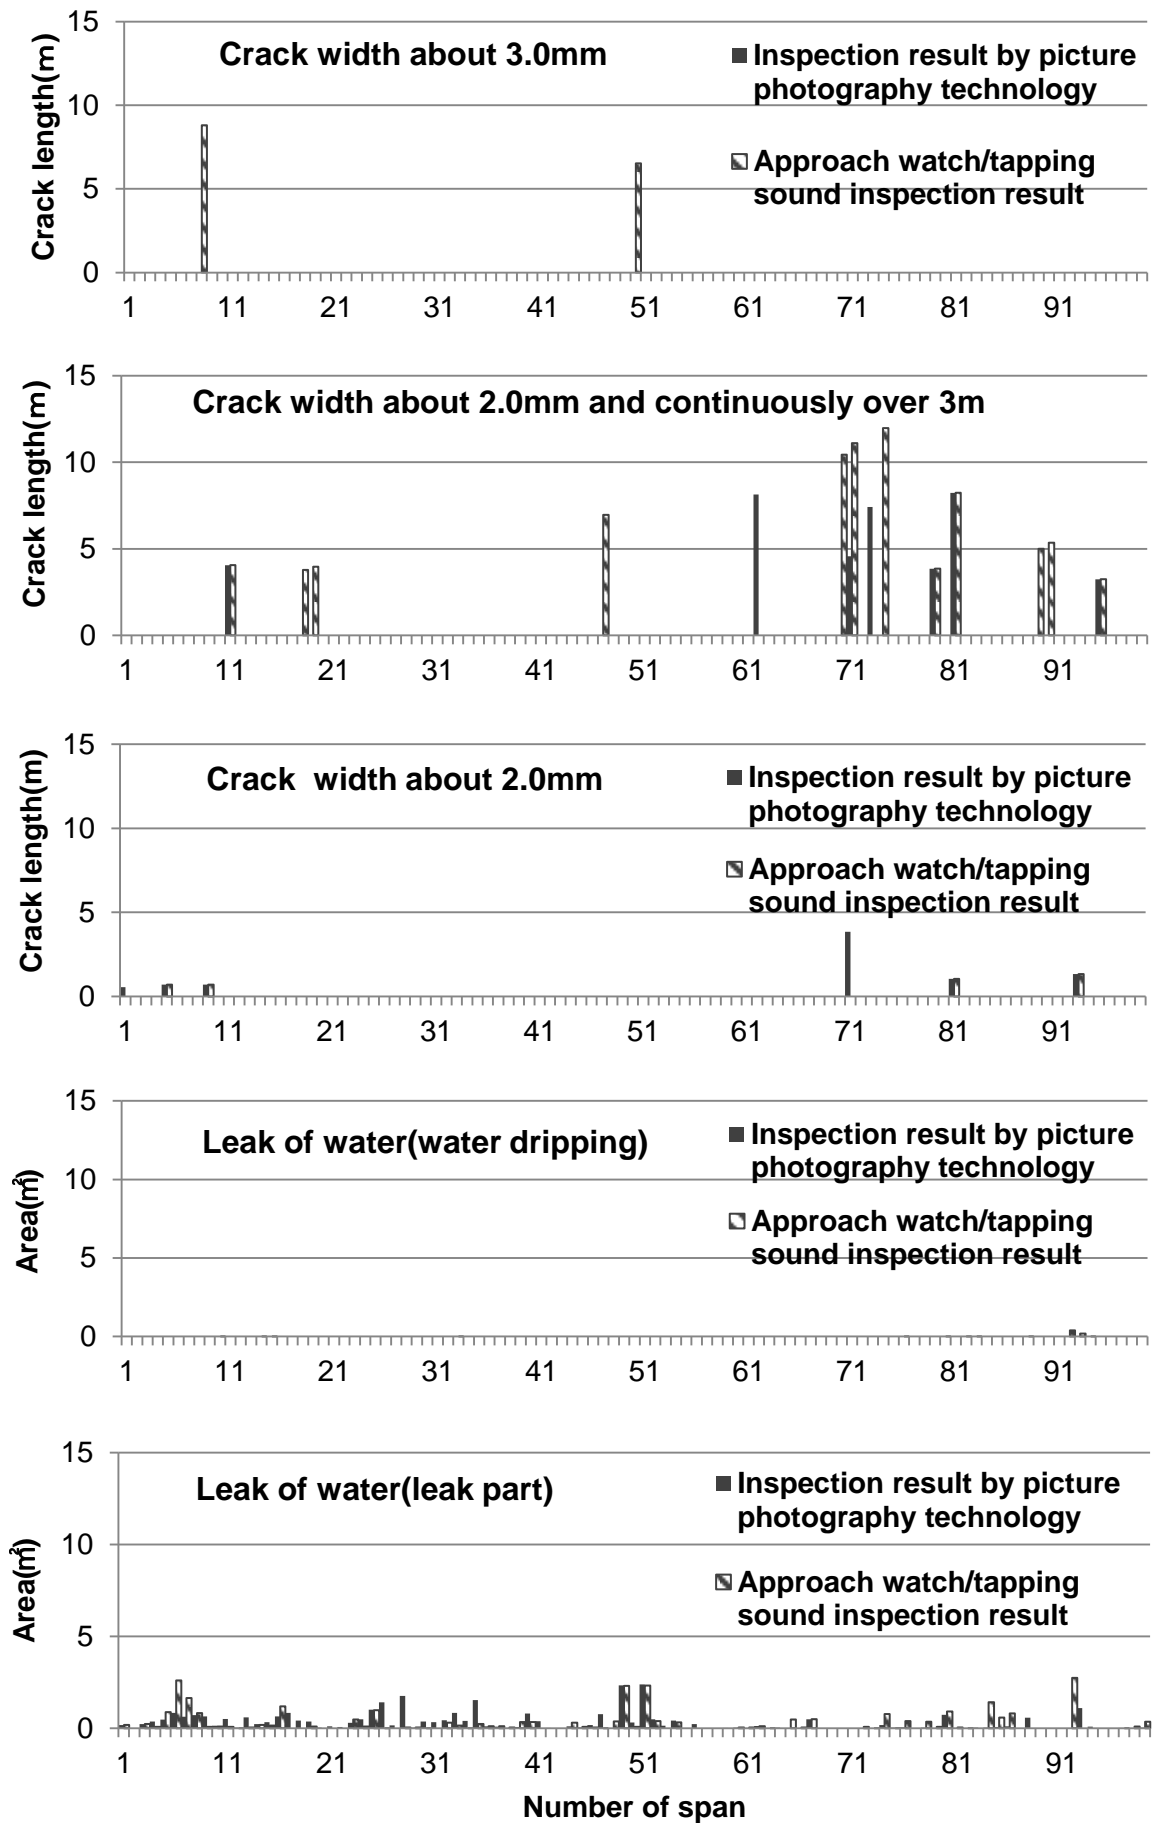 15
Crack width about 3.0mm
Inspection result by picture
photography technology
10
Approach watch/tapping
sound inspection result
5
0
Crack length(m)
1 11 21 31 41 51 61 71 81 91
15
Crack width about 2.0mm and continuously over 3m
10
5
0
Crack length(m)
1 11 21 31 41 51 61 71 81 91
15
Crack width about 2.0mm
Inspection result by picture
photography technology
10
Approach watch/tapping
sound inspection result
5
0
Crack length(m)
1 11 21 31 41 51 61 71 81 91
15
Leak of water(water dripping)
Inspection result by picture
photography technology
10
Approach watch/tapping
sound inspection result
5
0
Area(㎡)
1 11 21 31 41 51 61 71 81 91
15
Leak of water(leak part)
Inspection result by picture
photography technology
10
Approach watch/tapping
sound inspection result
5
0
Area(㎡)
1 11 21 31 41 51 61 71 81 91
Number of span